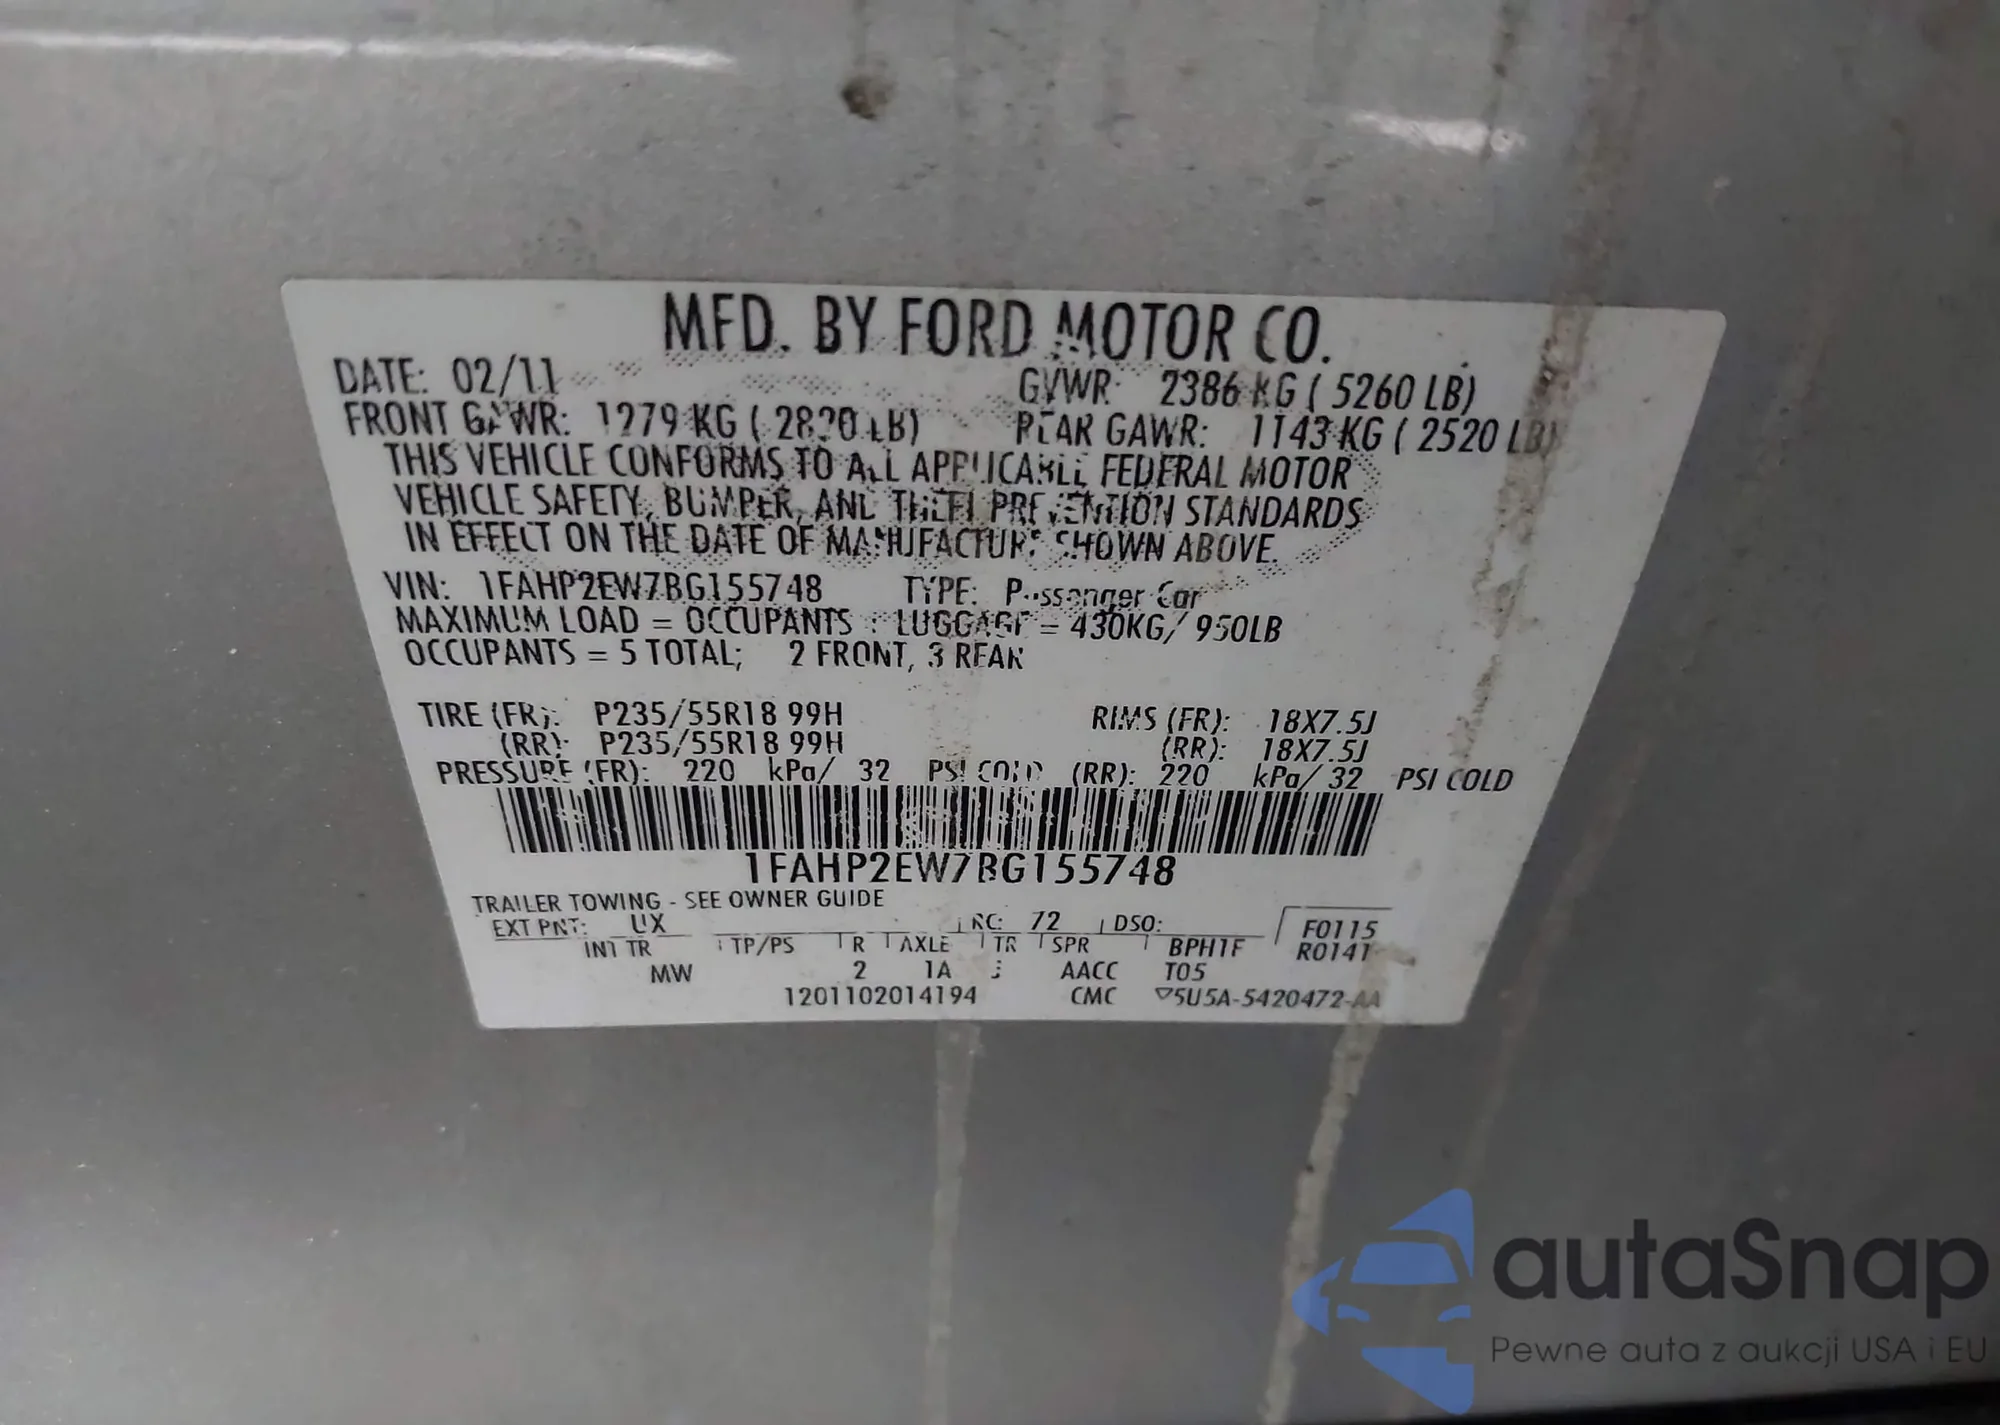 MFD. BY FORD MOTOR CO.
DATE: 02/11 GVWR: 2386 KG ( 5260 LB)
FRONT GAWR: 1279 KG ( 2820 LB) REAR GAWR: 1143 KG ( 2520 LB)
THIS VEHICLE CONFORMS TO ALL APPLICABLE FEDERAL MOTOR
VEHICLE SAFETY, BUMPER, AND THEFT PREVENTION STANDARDS
IN EFFECT ON THE DATE OF MANUFACTURE SHOWN ABOVE.
VIN: 1FAHP2EW7BG155748 TYPE: Passenger Car
MAXIMUM LOAD = OCCUPANTS + LUGGAGE = 430KG/ 950LB
OCCUPANTS = 5 TOTAL; 2 FRONT, 3 REAR
TIRE (FR): P235/55R18 99H RIMS (FR): 18X7.5J
(RR): P235/55R18 99H (RR): 18X7.5J
PRESSURE (FR): 220 kPa/ 32 PSI COLD (RR): 220 kPa/ 32 PSI COLD
1FAHP2EW7BG155748
TRAILER TOWING - SEE OWNER GUIDE
EXT PNT: UX RC: 72 DSO: F0115
INT TR TP/PS R AXLE TR SPR BPH1F R0141
MW 2 1A AACC T05
1201102014194 CMC ▽5U5A-5420472-AA
autaSnap
Pewne auta z aukcji USA i EU